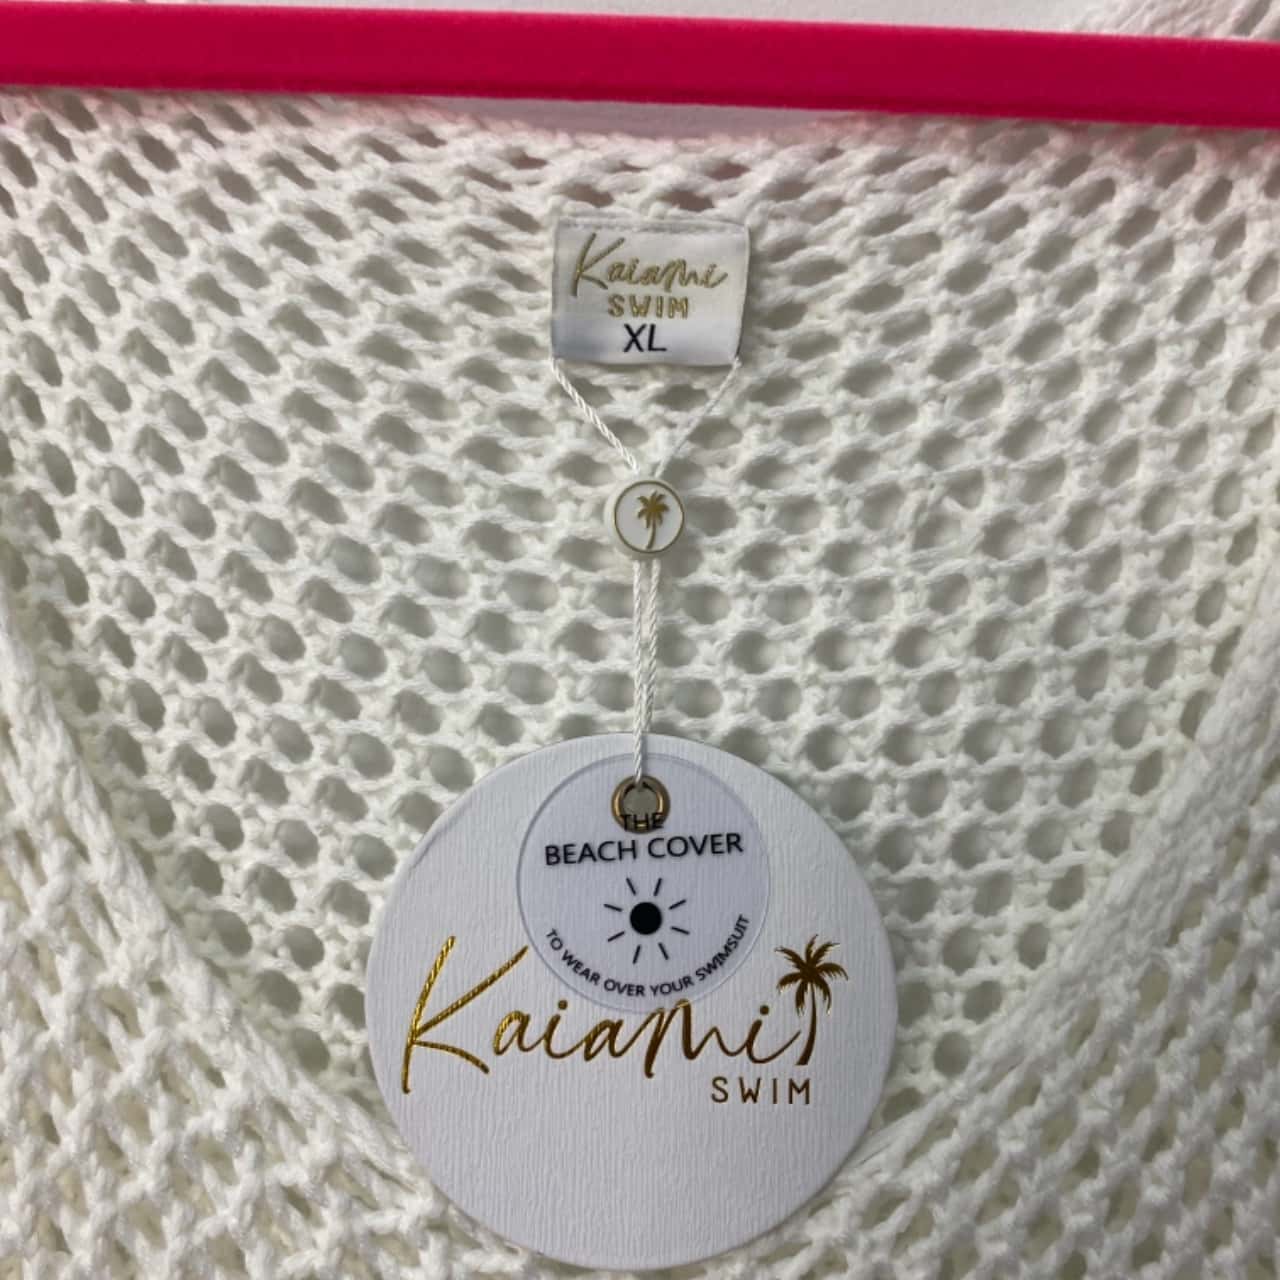 Kaiami
SWIM
XL
THE
BEACH COVER
TO WEAR OVER YOUR SWIMSUIT
Kaiami
SWIM